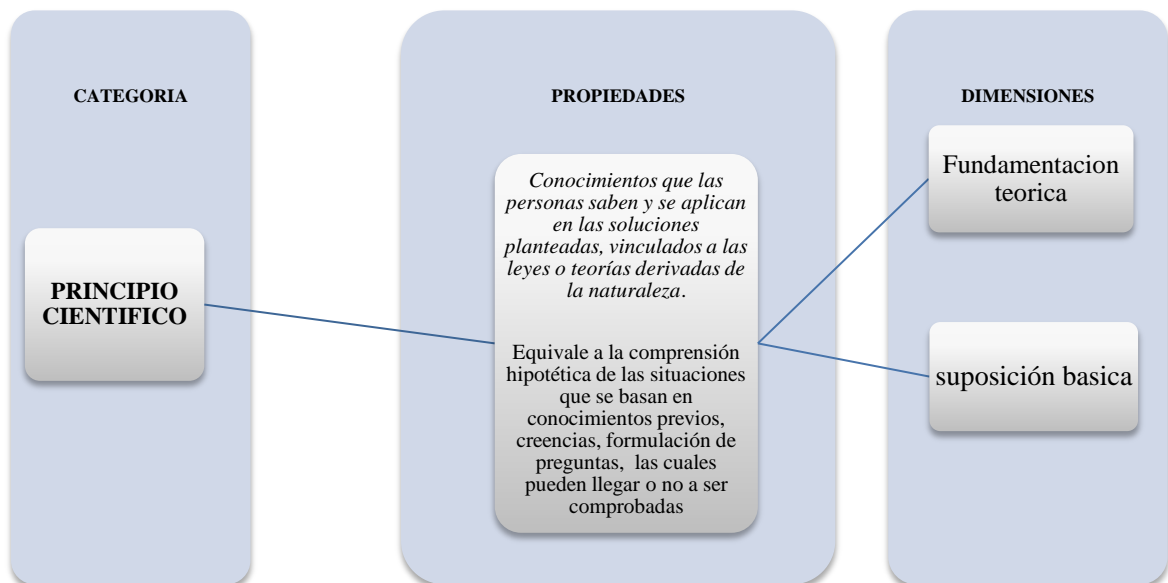 CATEGORIA
PRINCIPIO
CIENTIFICO
PROPIEDADES
Conocimientos que las
personas saben y se aplican
en las soluciones
planteadas, vinculados a las
leyes o teorías derivadas de
la naturaleza.
Equivale a la comprensión
hipotética de las situaciones
que se basan en
conocimientos previos,
creencias, formulación de
preguntas, las cuales
pueden llegar o no a ser
comprobadas
DIMENSIONES
Fundamentacion
teorica
suposición basica